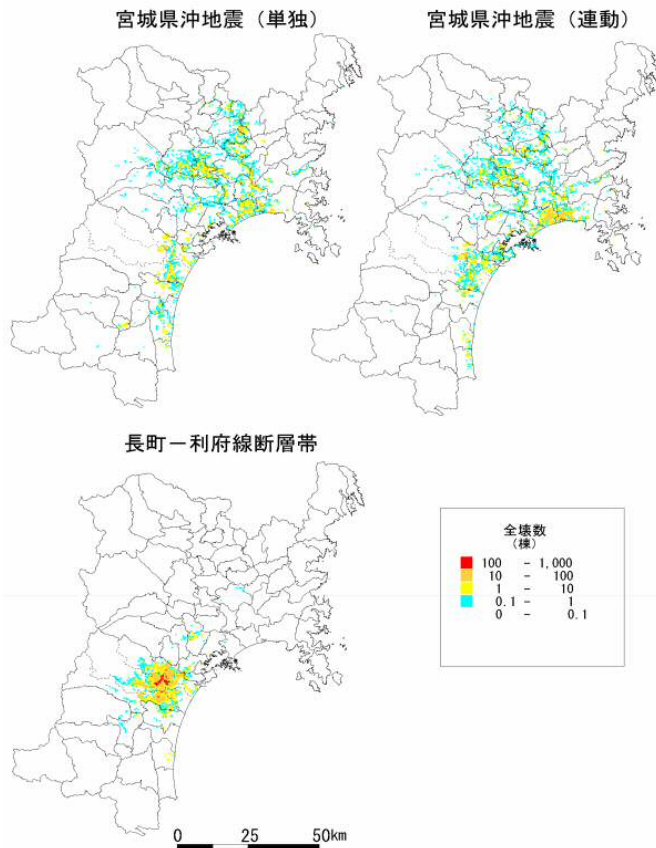 宮城県沖地震（単独）
宮城県沖地震（連動）
長町－利府線断層帯
全壊数
（棟）
100 － 1,000
10 － 100
1 － 10
0.1 － 1
0 － 0.1
0 25 50km